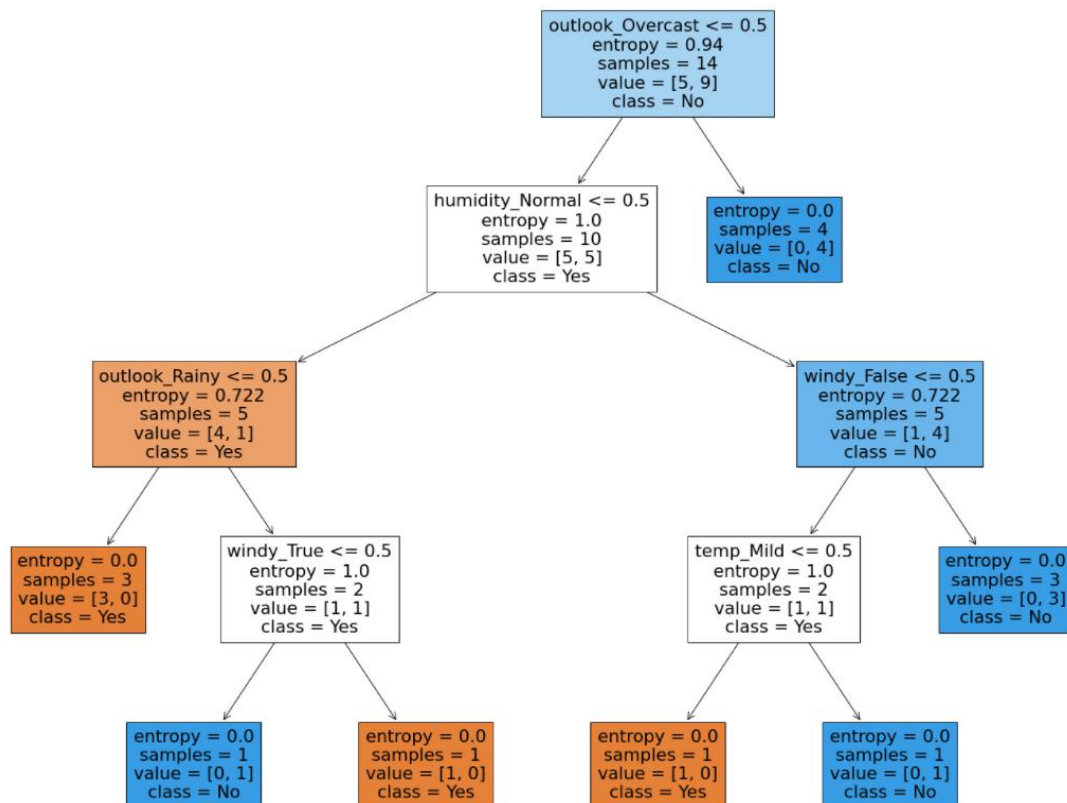 outlook_Overcast <= 0.5
entropy = 0.94
samples = 14
value = [5, 9]
class = No
humidity_Normal <= 0.5
entropy = 1.0
samples = 10
value = [5, 5]
class = Yes
entropy = 0.0
samples = 4
value = [0, 4]
class = No
outlook_Rainy <= 0.5
entropy = 0.722
samples = 5
value = [4, 1]
class = Yes
windy_False <= 0.5
entropy = 0.722
samples = 5
value = [1, 4]
class = No
entropy = 0.0
samples = 3
value = [3, 0]
class = Yes
windy_True <= 0.5
entropy = 1.0
samples = 2
value = [1, 1]
class = Yes
temp_Mild <= 0.5
entropy = 1.0
samples = 2
value = [1, 1]
class = Yes
entropy = 0.0
samples = 3
value = [0, 3]
class = No
entropy = 0.0
samples = 1
value = [0, 1]
class = No
entropy = 0.0
samples = 1
value = [1, 0]
class = Yes
entropy = 0.0
samples = 1
value = [1, 0]
class = Yes
entropy = 0.0
samples = 1
value = [0, 1]
class = No